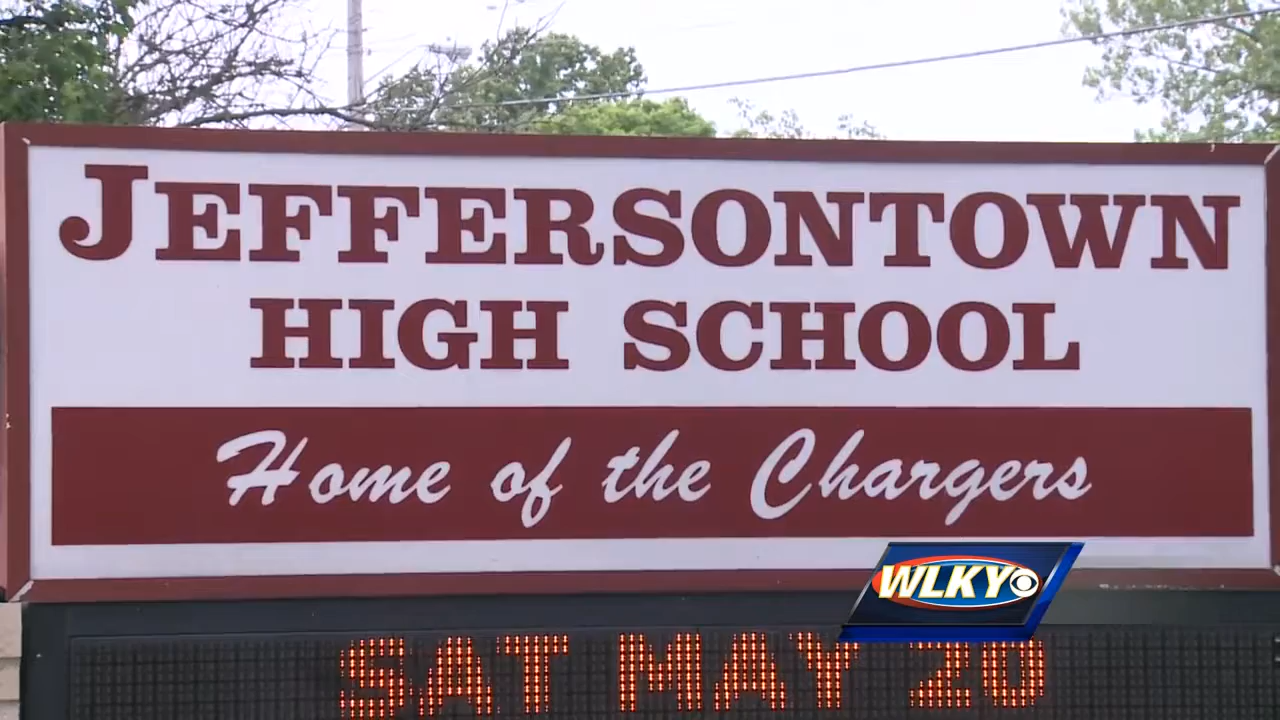 JEFFERSONTOWN
HIGH SCHOOL
Home of the Chargers
WLKY
SAT MAY 20